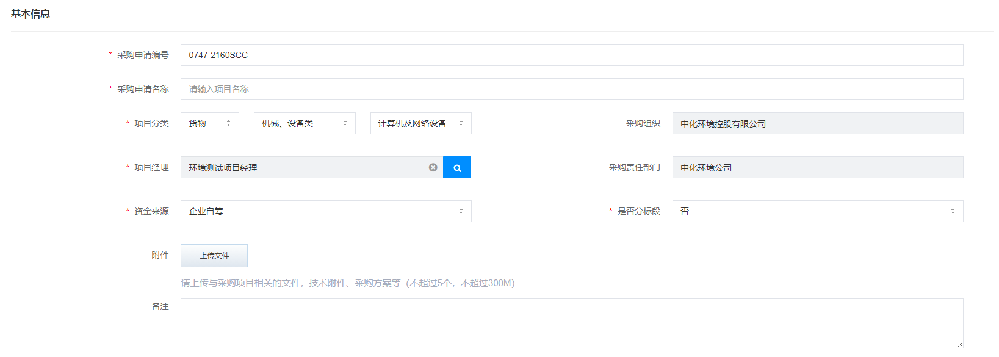 基本信息
* 采购申请编号 0747-2160SCC
* 采购申请名称 请输入项目名称
* 项目分类 货物 机械、设备类 计算机及网络设备 采购组织 中化环境控股有限公司
* 项目经理 环境测试项目经理 采购责任部门 中化环境公司
* 资金来源 企业自筹 * 是否分标段 否
附件 上传文件
请上传与采购项目相关的文件，技术附件、采购方案等（不超过5个，不超过300M）
备注